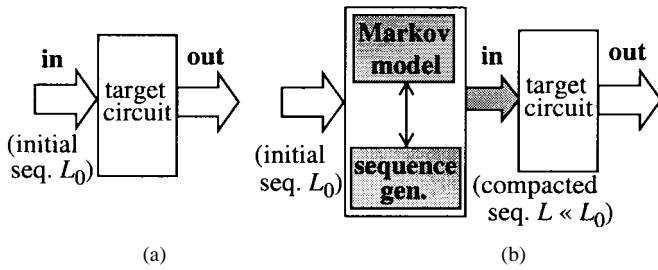 in
out
target
circuit
(initial
seq. L₀)
(a)
Markov
model
sequence
gen.
(initial
seq. L₀)
in
out
target
circuit
(compacted
seq. L « L₀)
(b)